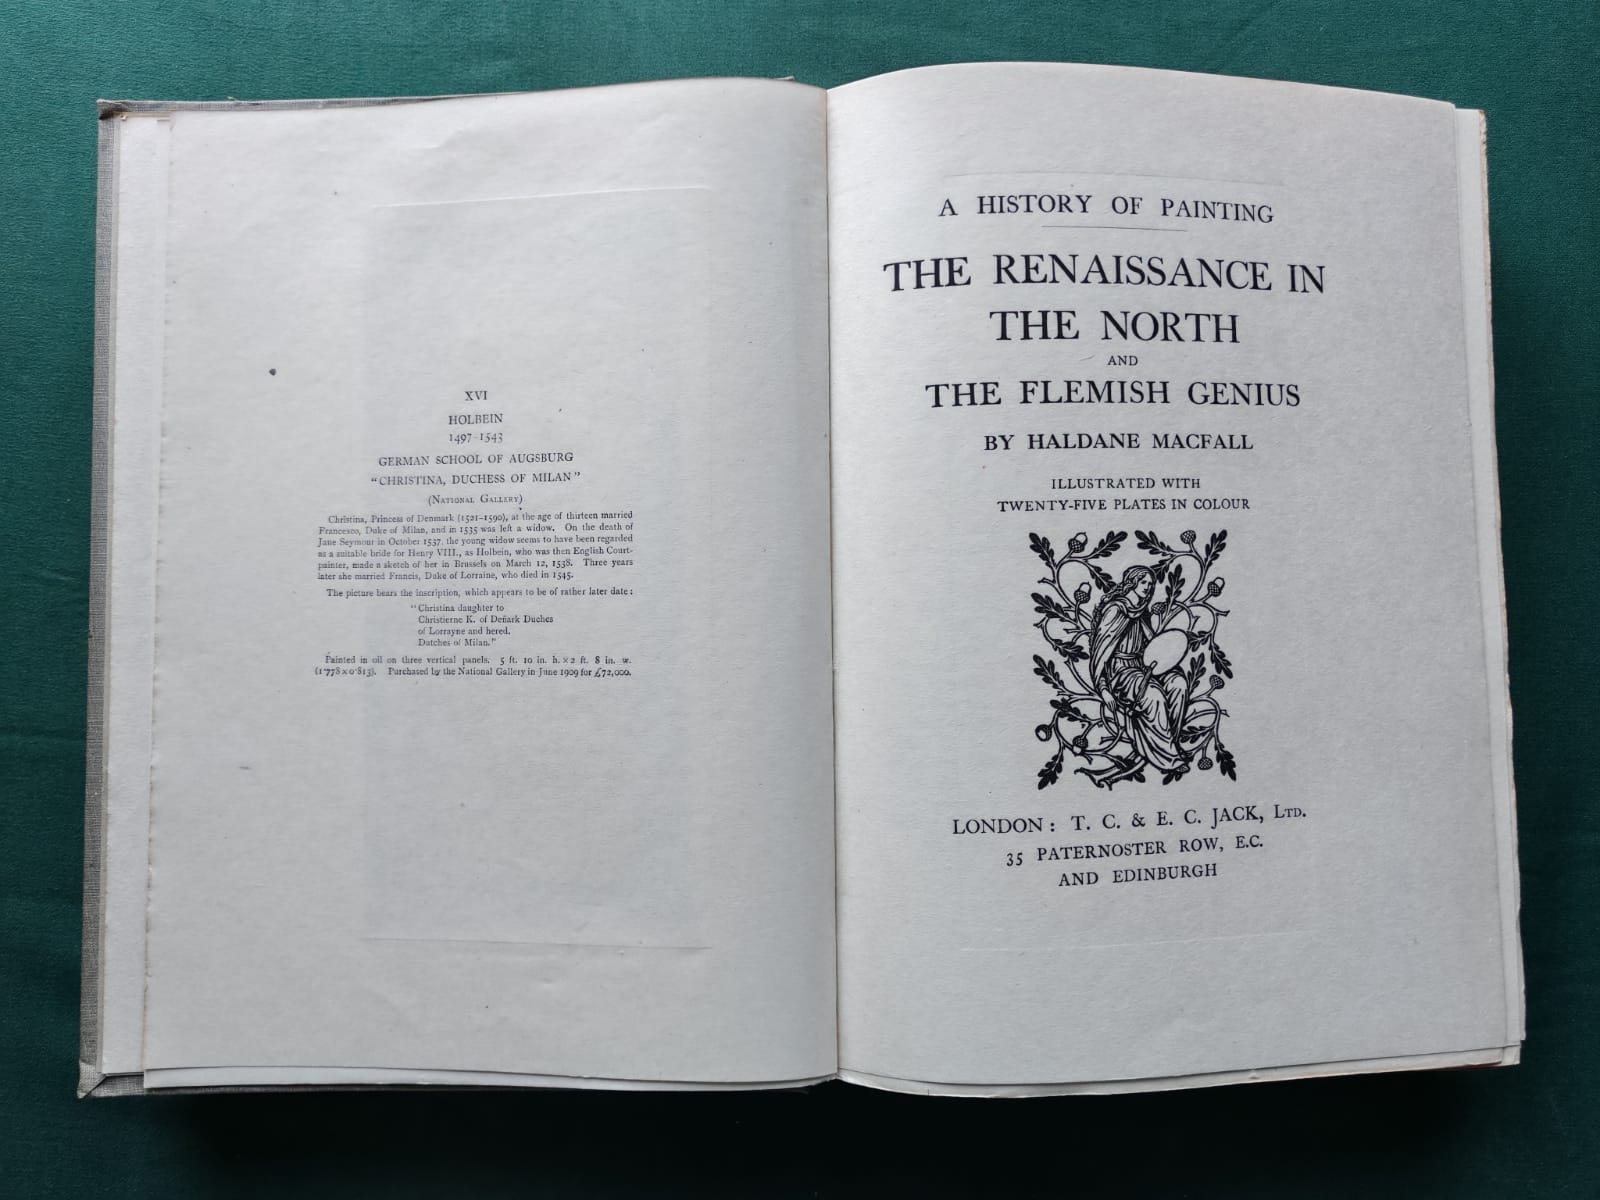 XVI
HOLBEIN
1497-1543
GERMAN SCHOOL OF AUGSBURG
"CHRISTINA, DUCHESS OF MILAN"
(National Gallery)
Christina, Princess of Denmark (1521-1590), at the age of thirteen married
Francesco, Duke of Milan, and in 1535 was left a widow. On the death of
Jane Seymour in October 1537, the young widow seems to have been regarded
as a suitable bride for Henry VIII., as Holbein, who was then English Court-
painter, made a sketch of her in Brussels on March 12, 1538. Three years
later she married Francis, Duke of Lorraine, who died in 1545.
The picture bears the inscription, which appears to be of rather later date:
"Christina daughter to
Christierne K. of Deñark Duches
of Lorrayne and hered.
Dutches of Milan."
Painted in oil on three vertical panels. 5 ft. 10 in. h. × 2 ft. 8 in. w.
(1·778 × 0·813). Purchased by the National Gallery in June 1909 for £72,000.
A HISTORY OF PAINTING
THE RENAISSANCE IN
THE NORTH
AND
THE FLEMISH GENIUS
BY HALDANE MACFALL
ILLUSTRATED WITH
TWENTY-FIVE PLATES IN COLOUR
LONDON: T. C. & E. C. JACK, Ltd.
35 PATERNOSTER ROW, E.C.
AND EDINBURGH